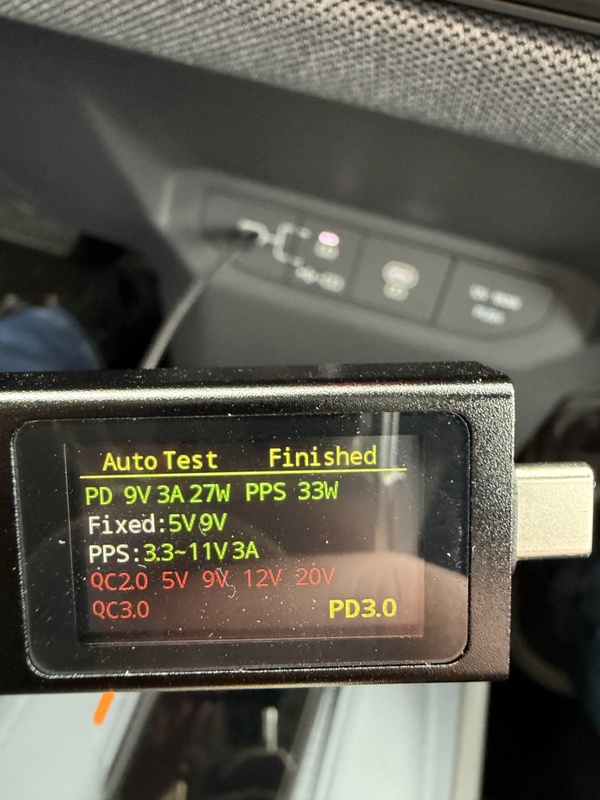 Auto Test Finished
PD 9V 3A 27W PPS 33W
Fixed:5V 9V
PPS:3.3~11V 3A
QC2.0 5V 9V 12V 20V
QC3.0 PD3.0